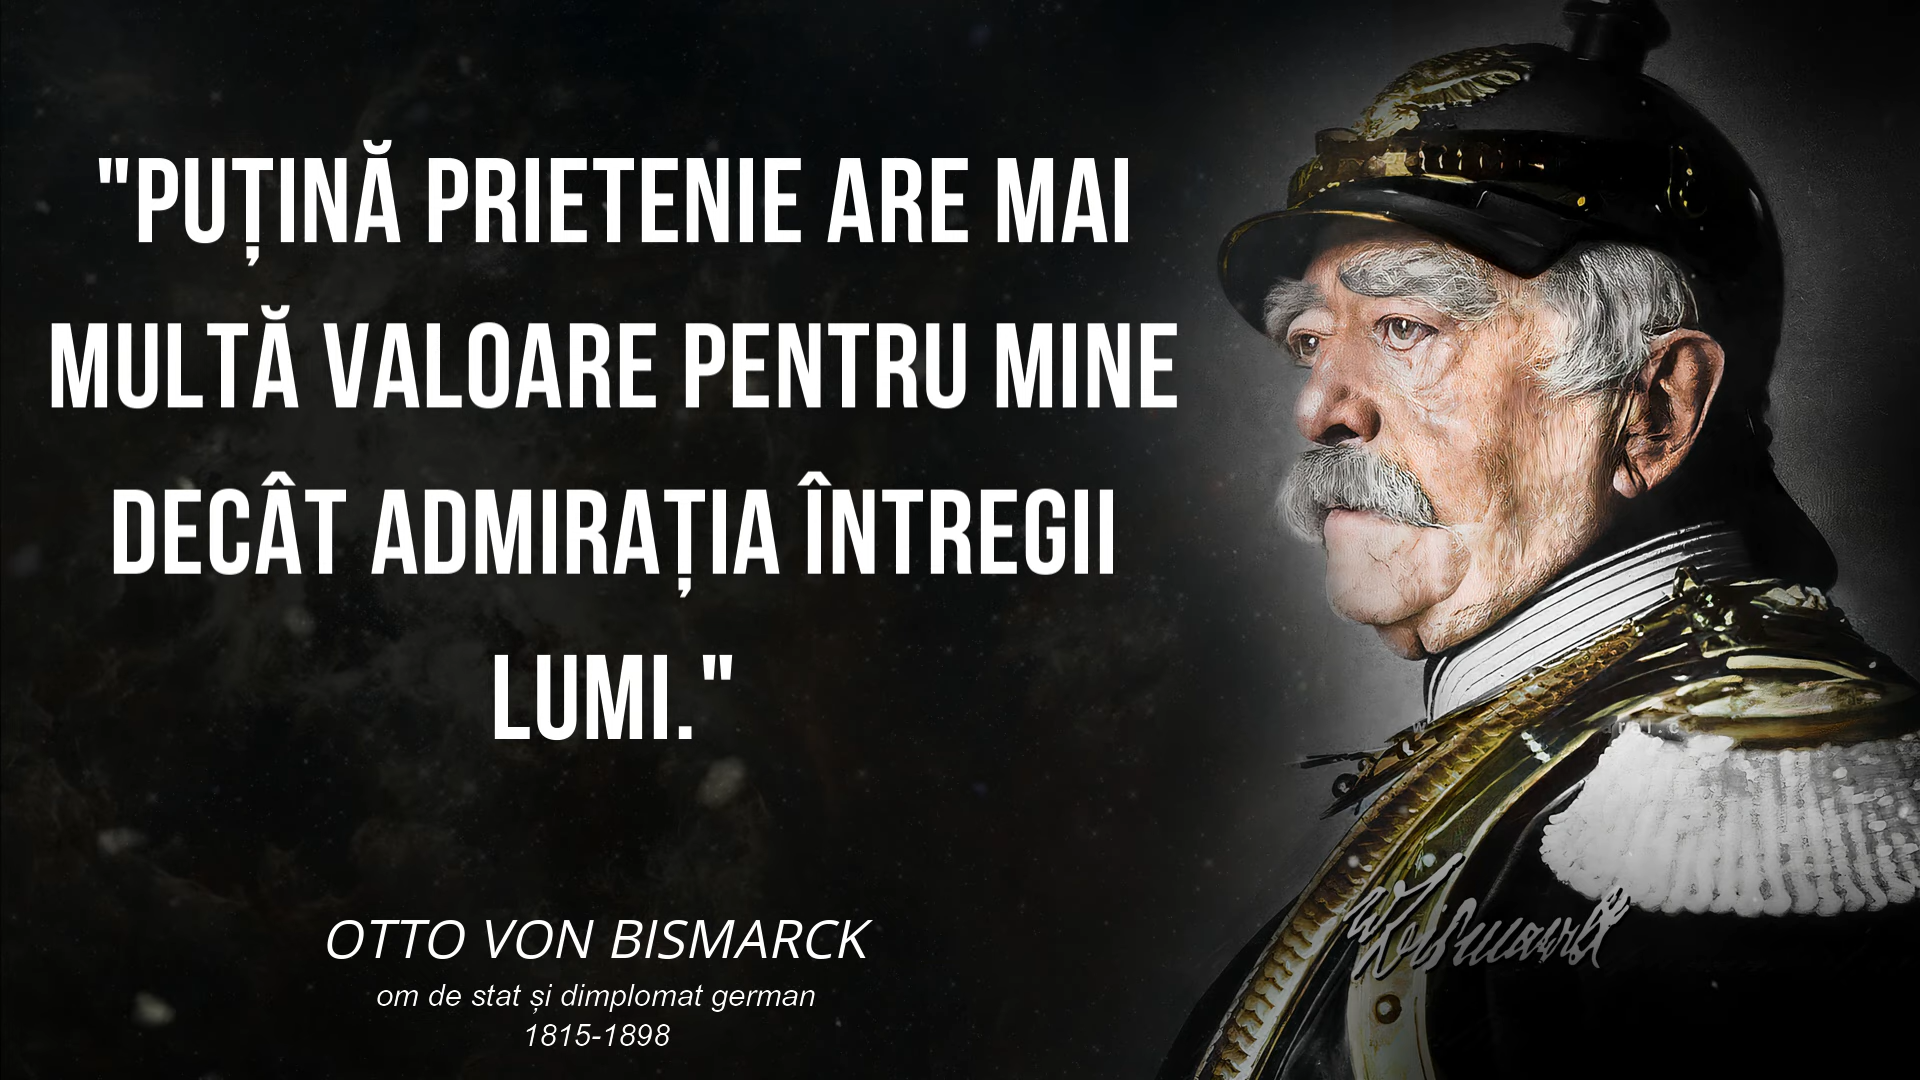 "PUȚINĂ PRIETENIE ARE MAI
MULTĂ VALOARE PENTRU MINE
DECÂT ADMIRAȚIA ÎNTREGII
LUMI."
OTTO VON BISMARCK
om de stat și dimplomat german
1815-1898